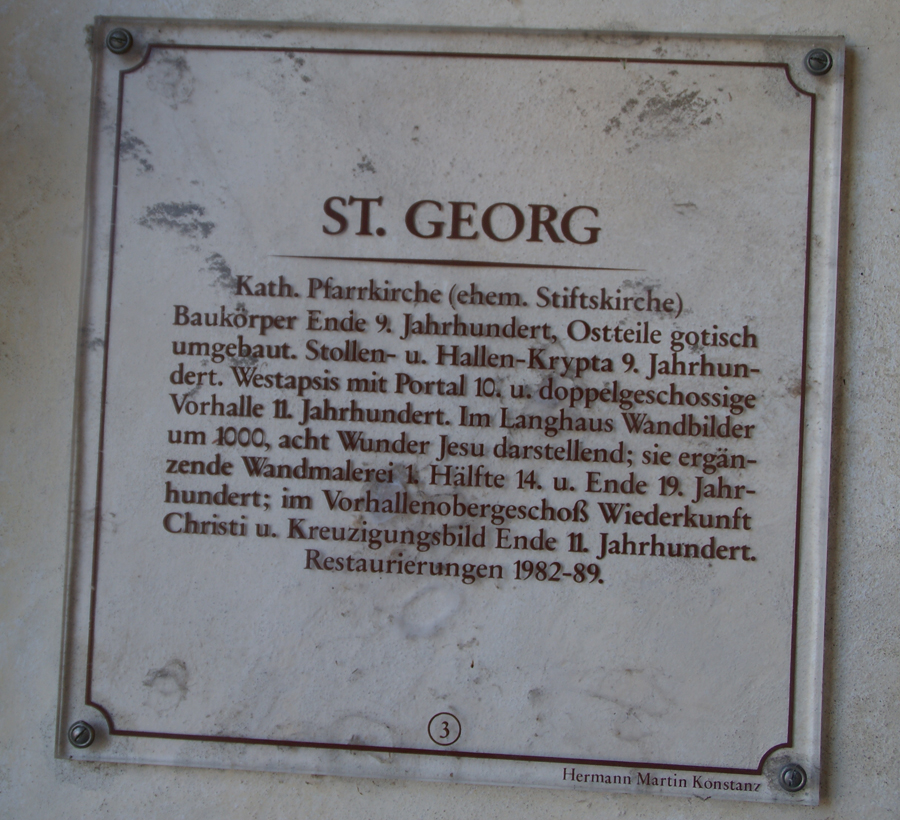 ST. GEORG
Kath. Pfarrkirche (ehem. Stiftskirche)
Baukörper Ende 9. Jahrhundert, Ostteile gotisch
umgebaut. Stollen- u. Hallen-Krypta 9. Jahrhun-
dert. Westapsis mit Portal 10. u. doppelgeschossige
Vorhalle 11. Jahrhundert. Im Langhaus Wandbilder
um 1000, acht Wunder Jesu darstellend; sie ergän-
zende Wandmalerei 1. Hälfte 14. u. Ende 19. Jahr-
hundert; im Vorhallenobergeschoß Wiederkunft
Christi u. Kreuzigungsbild Ende 11. Jahrhundert.
Restaurierungen 1982-89.
3
Hermann Martin Konstanz